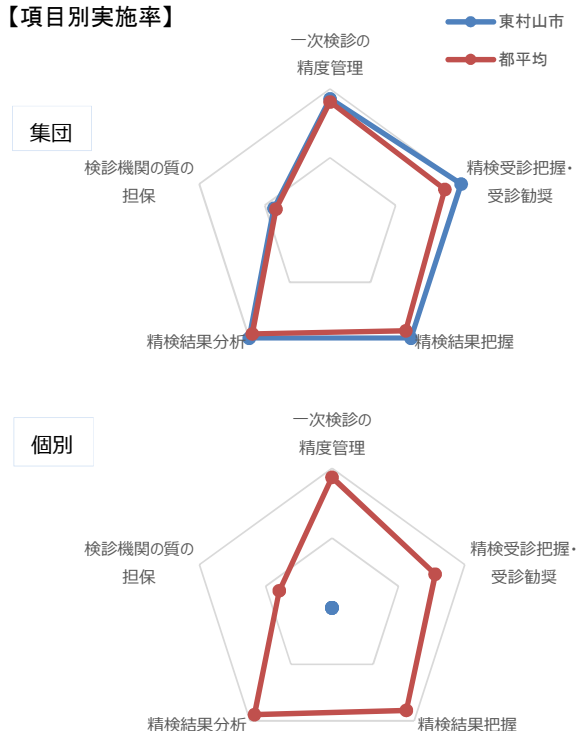 【項目別実施率】
東村山市
都平均
集団
一次検診の
精度管理
精検受診把握・
受診勧奨
精検結果把握
精検結果分析
検診機関の質の
担保
個別
一次検診の
精度管理
精検受診把握・
受診勧奨
精検結果把握
精検結果分析
検診機関の質の
担保